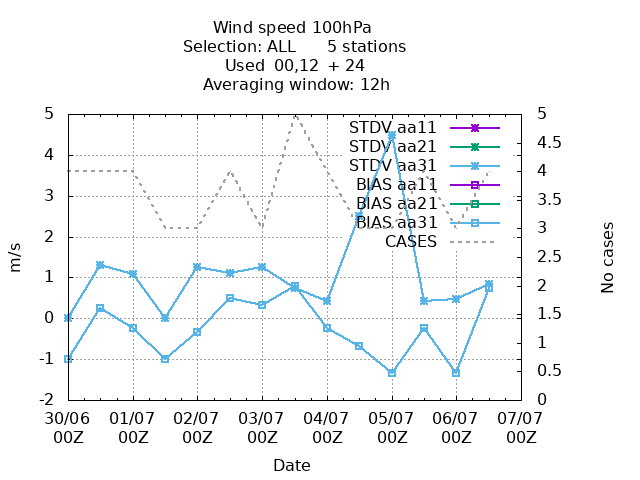 Wind speed 100hPa
Selection: ALL 5 stations
Used 00,12 + 24
Averaging window: 12h
5
4
3
2
1
0
-1
-2
m/s
STDV aa11
STDV aa21
STDV aa31
BIAS aa11
BIAS aa21
BIAS aa31
CASES
5
4.5
4
3.5
3
2.5
2
1.5
1
0.5
0
No cases
30/06 01/07 02/07 03/07 04/07 05/07 06/07 07/07
00Z 00Z 00Z 00Z 00Z 00Z 00Z 00Z
Date